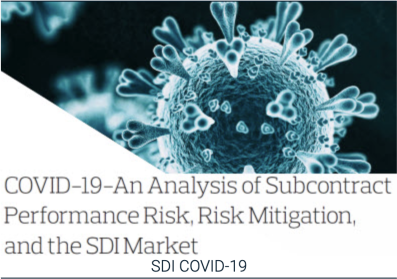 COVID-19-An Analysis of Subcontract
Performance Risk, Risk Mitigation,
and the SDI Market
SDI COVID-19